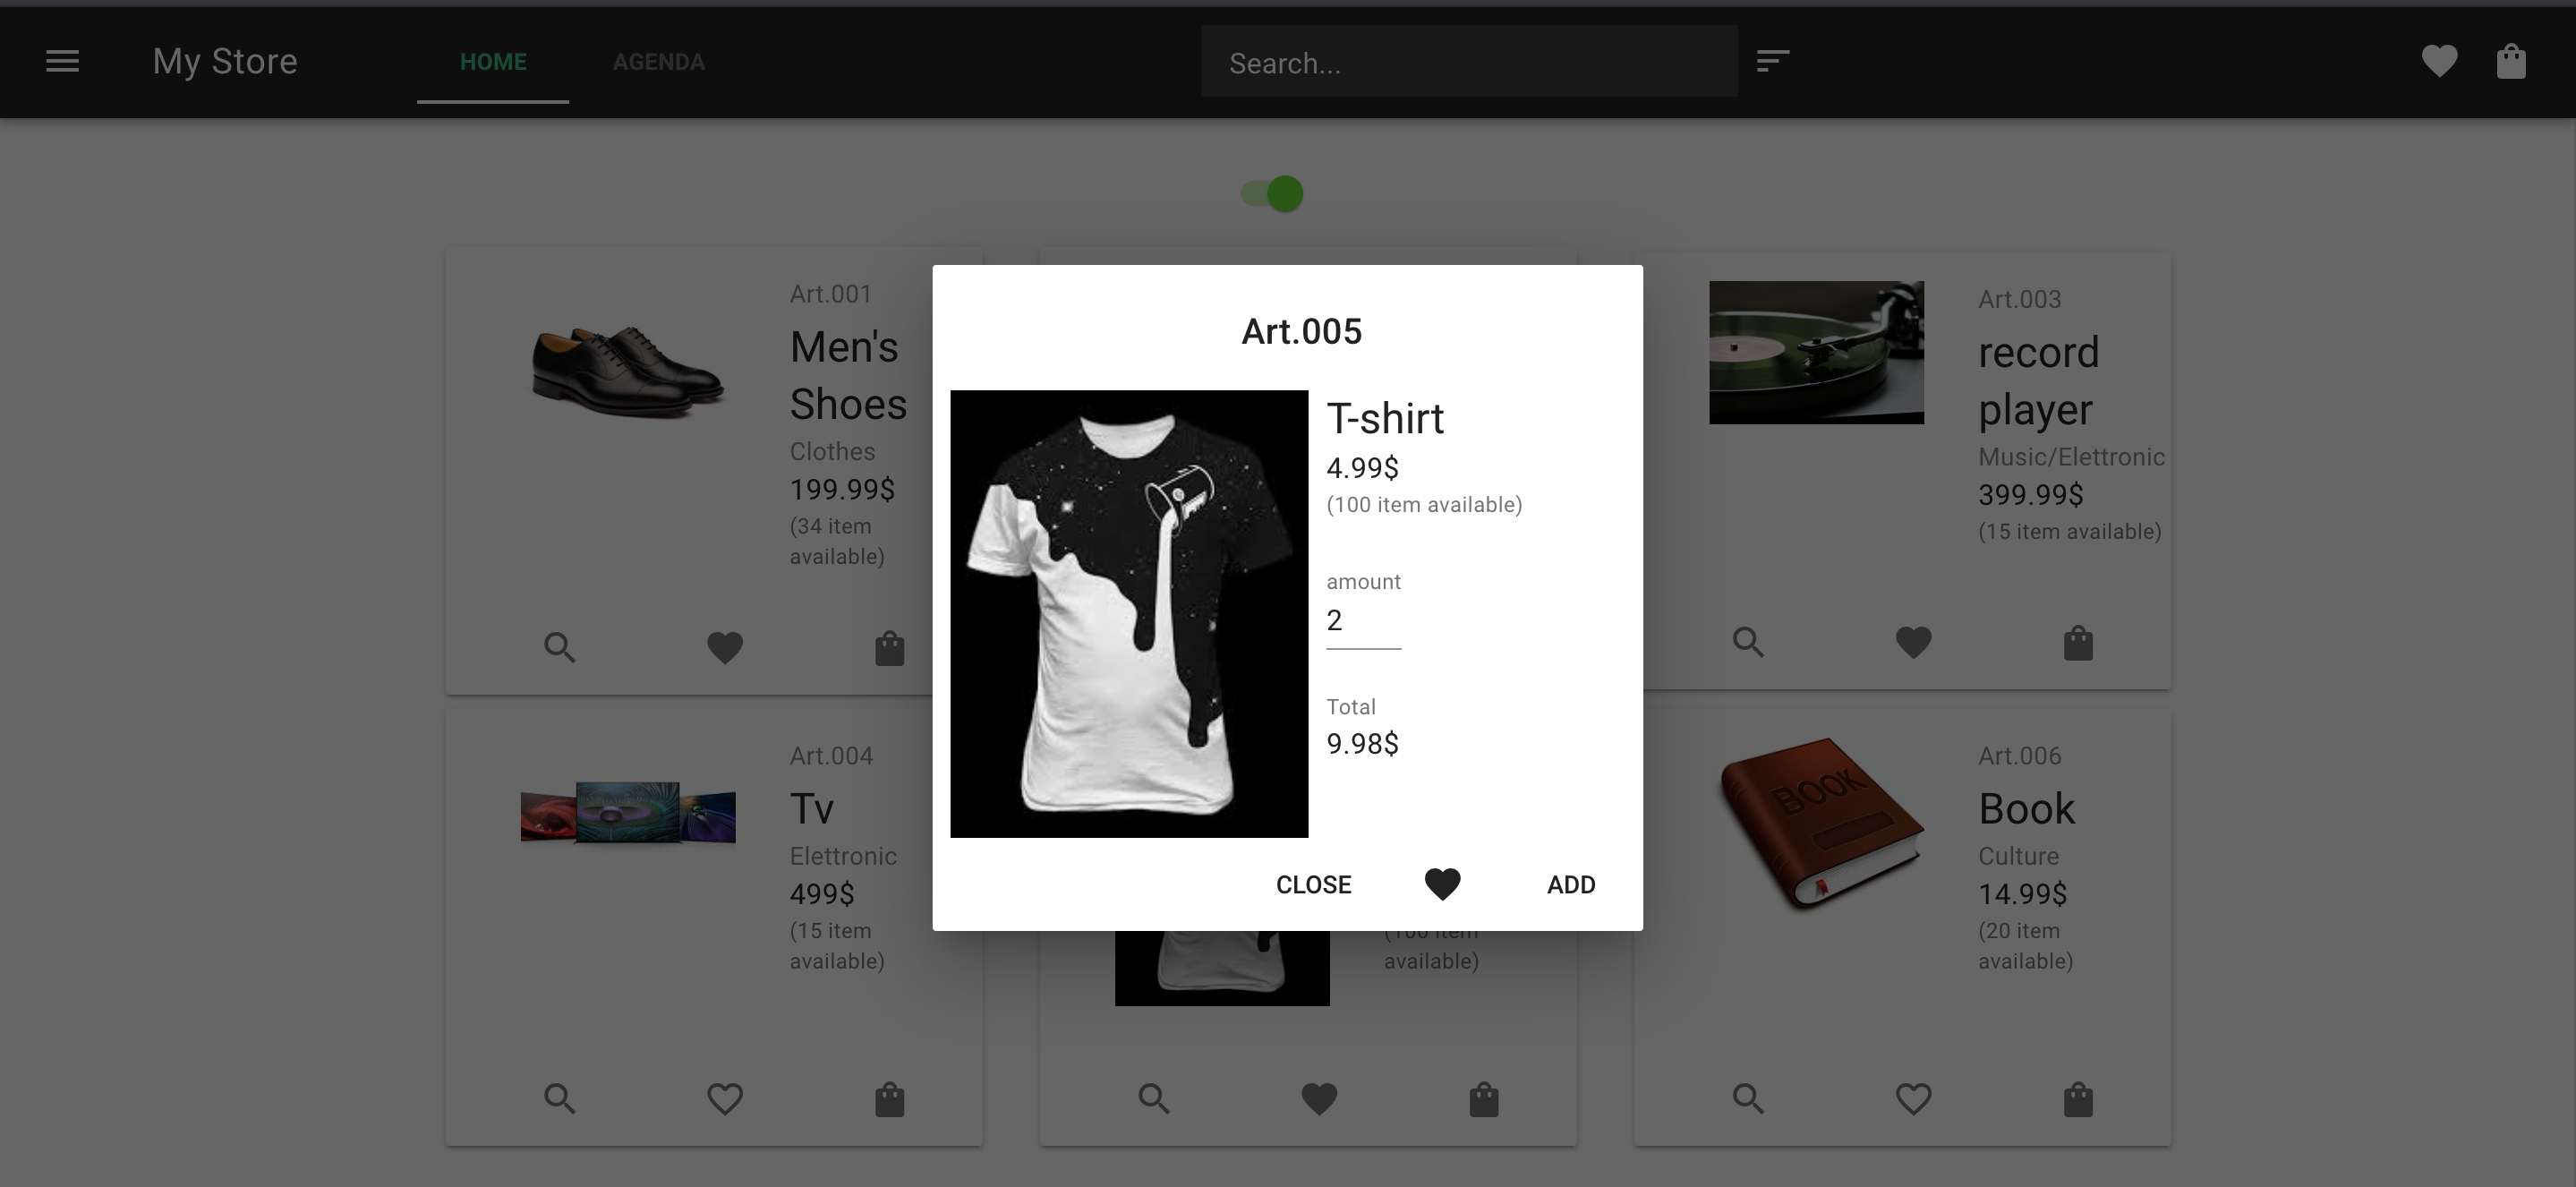 My Store
HOME
AGENDA
Search...
Art.001
Men's
Shoes
Clothes
199.99$
(34 item
available)
Art.003
record
player
Music/Elettronic
399.99$
(15 item available)
Art.005
T-shirt
4.99$
(100 item available)
amount
2
Total
9.98$
CLOSE
ADD
Art.004
Tv
Elettronic
499$
(15 item
available)
(100 item
available)
Art.006
Book
Culture
14.99$
(20 item
available)
BOOK